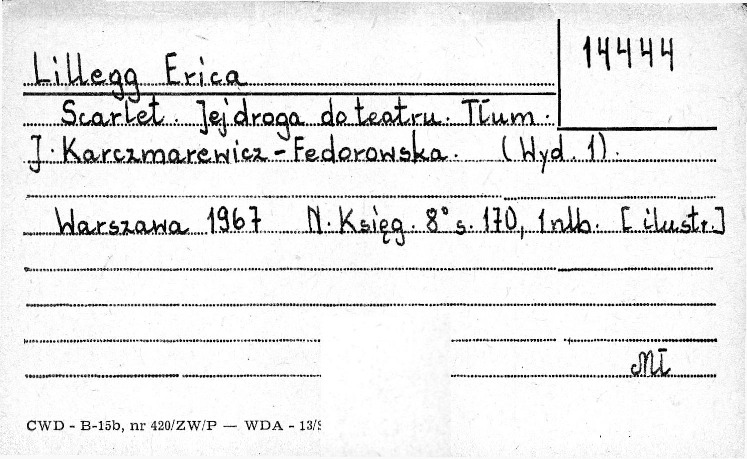 14444
Lillegg Erica
Scarlet. Jej droga do teatru. Tłum.
J. Karczmarewicz-Fedorowska. (Wyd. 1).
Warszawa 1967 N. Księg. 8° s. 170, 1 nlb. [ilustr.]
Mł
CWD - B-15b, nr 420/ZW/P — WDA - 13/